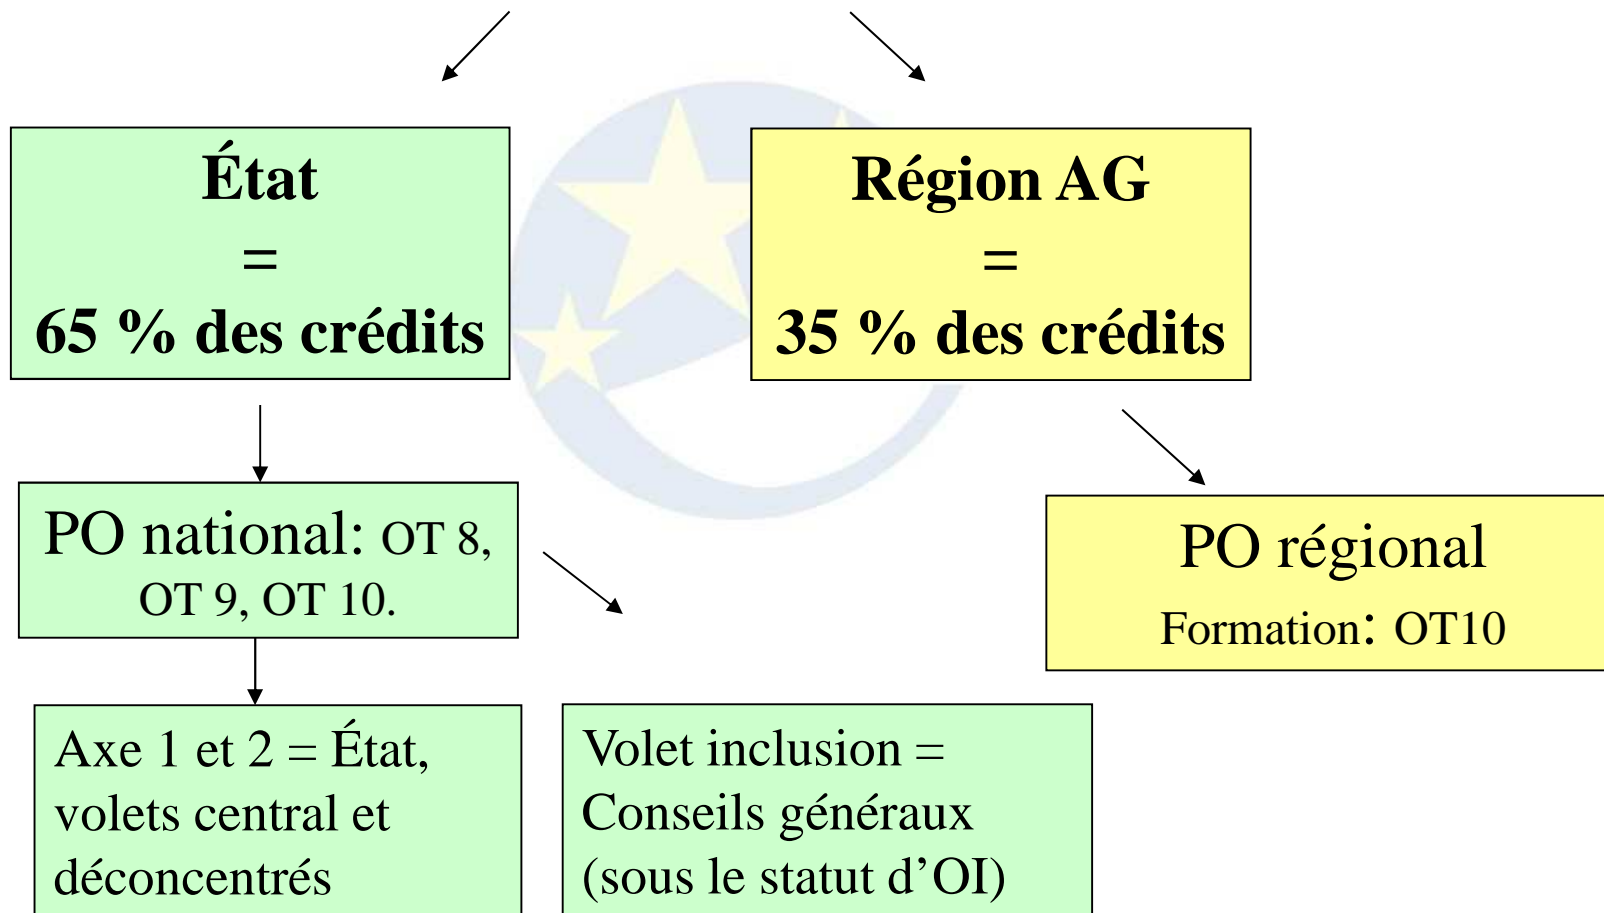 État
=
65 % des crédits
Région AG
=
35 % des crédits
PO national: OT 8,
OT 9, OT 10.
PO régional
Formation: OT10
Axe 1 et 2 = État,
volets central et
déconcentrés
Volet inclusion =
Conseils généraux
(sous le statut d’OI)